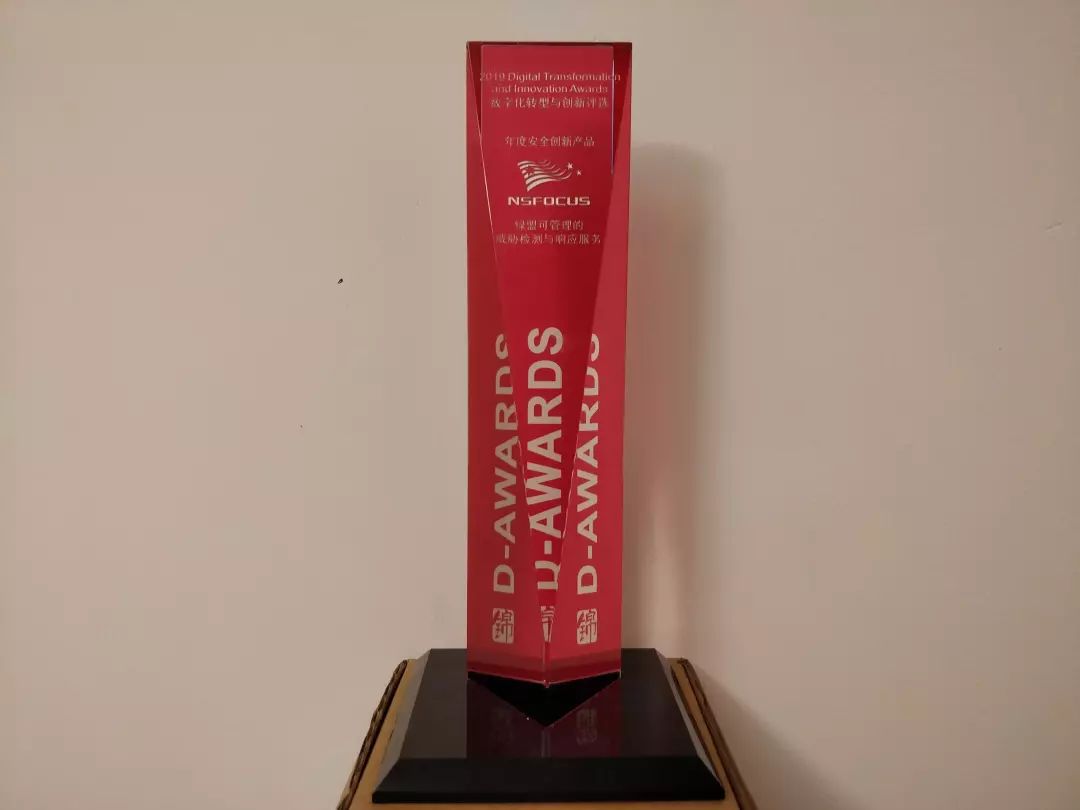 2019 Digital Transformation
and Innovation Awards
数字化转型与创新评选
年度安全创新产品
NSFOCUS
绿盟可管理的
威胁检测与响应服务
D-AWARDS
D-AWARDS
D-AWARDS
锦
锦